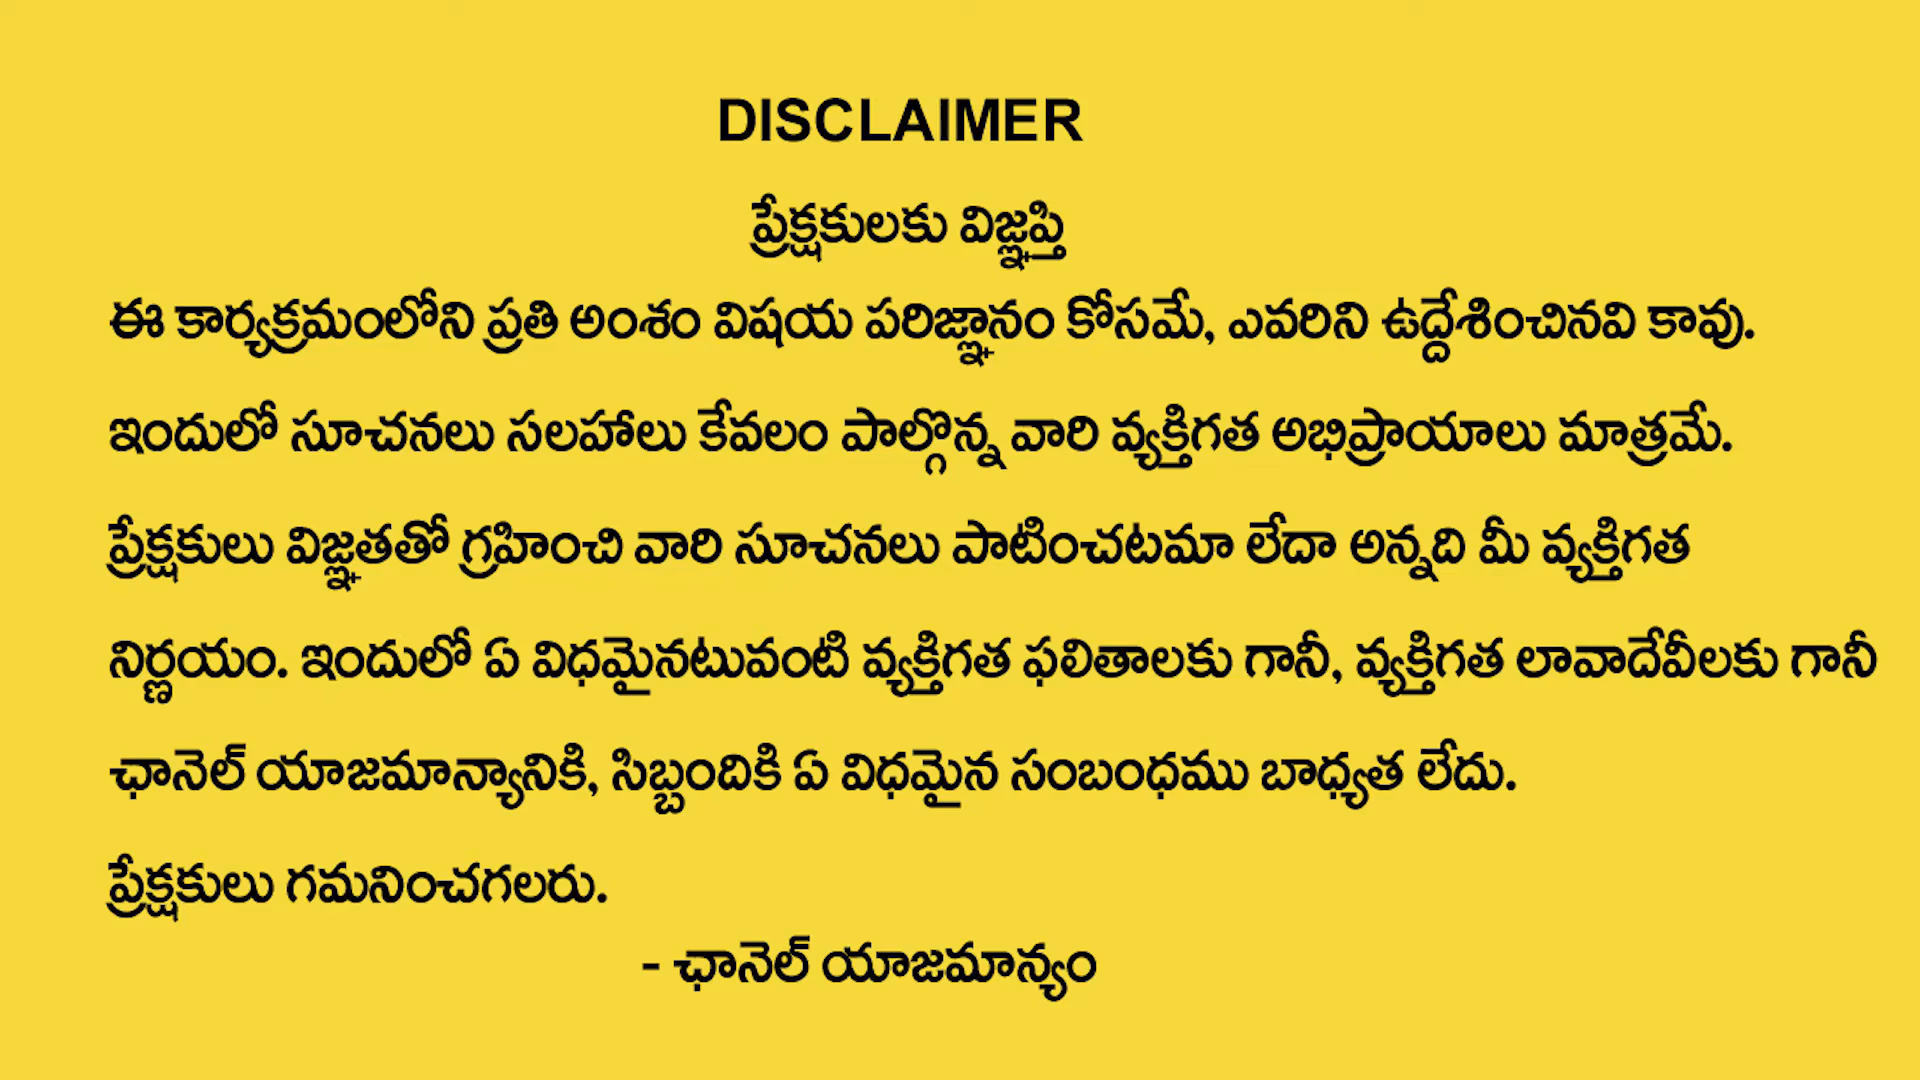 DISCLAIMER
ప్రేక్షకులకు విజ్ఞప్తి
ఈ కార్యక్రమంలోని ప్రతి అంశం విషయ పరిజ్ఞానం కోసమే, ఎవరిని ఉద్దేశించినవి కావు.
ఇందులో సూచనలు సలహాలు కేవలం పాల్గొన్న వారి వ్యక్తిగత అభిప్రాయాలు మాత్రమే.
ప్రేక్షకులు విజ్ఞతతో గ్రహించి వారి సూచనలు పాటించటమా లేదా అన్నది మీ వ్యక్తిగత
నిర్ణయం. ఇందులో ఏ విధమైనటువంటి వ్యక్తిగత ఫలితాలకు గానీ, వ్యక్తిగత లావాదేవీలకు గానీ
ఛానెల్ యాజమాన్యానికి, సిబ్బందికి ఏ విధమైన సంబంధము బాధ్యత లేదు.
ప్రేక్షకులు గమనించగలరు.
- ఛానెల్ యాజమాన్యం